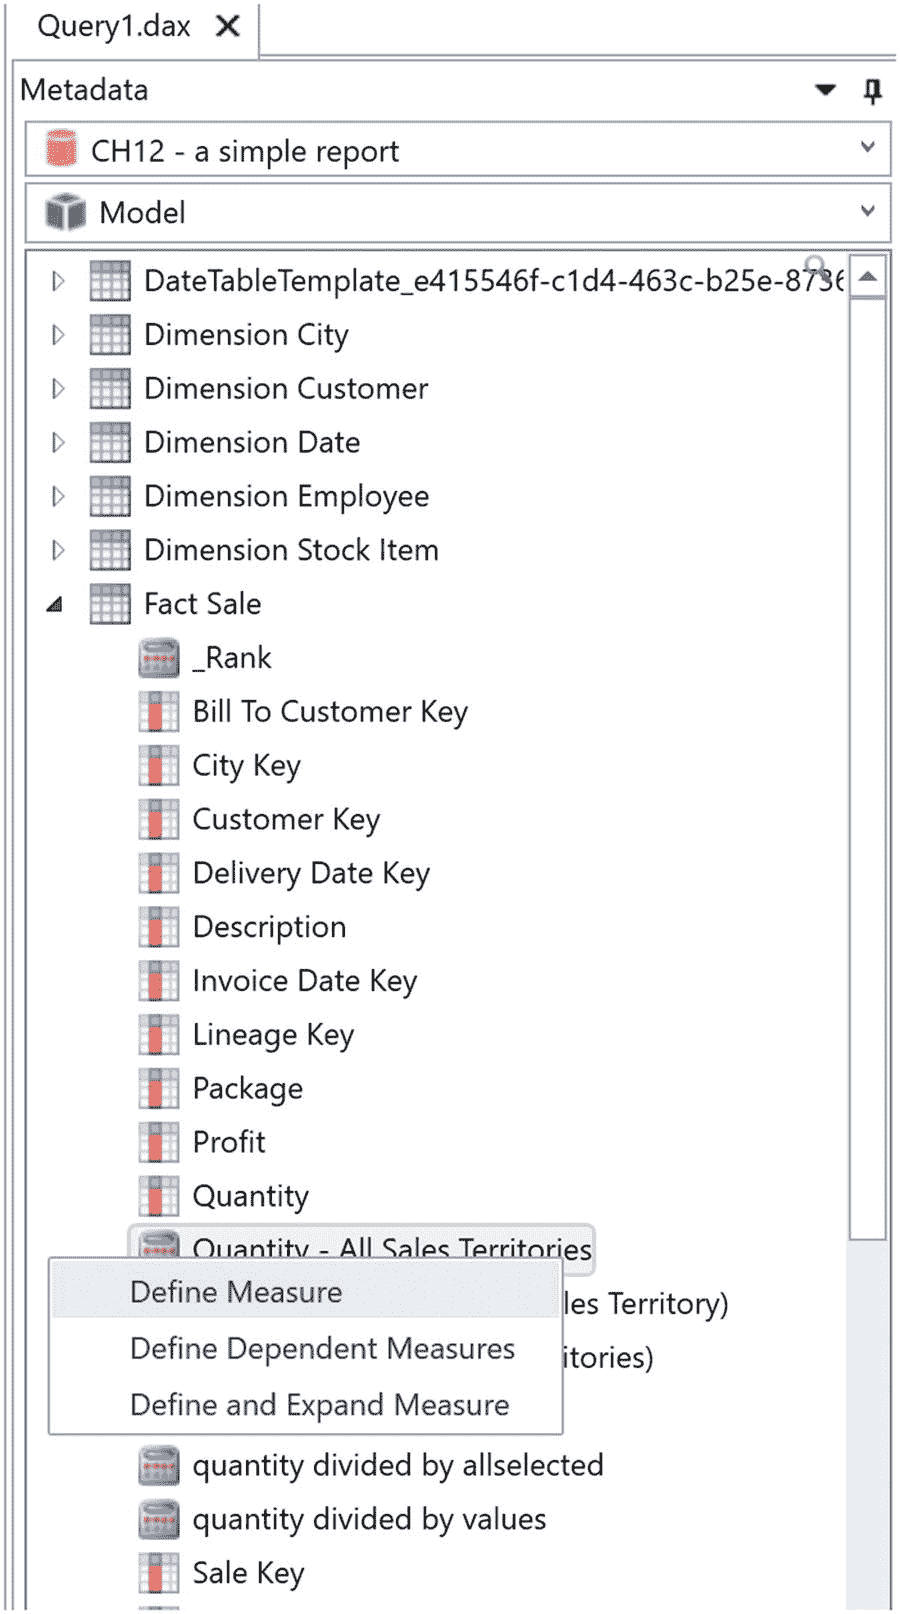 Query1.dax
Metadata
CH12 - a simple report
Model
DateTableTemplate_e415546f-c1d4-463c-b25e-8736
Dimension City
Dimension Customer
Dimension Date
Dimension Employee
Dimension Stock Item
Fact Sale
_Rank
Bill To Customer Key
City Key
Customer Key
Delivery Date Key
Description
Invoice Date Key
Lineage Key
Package
Profit
Quantity
Quantity - All Sales Territories
Define Measure
les Territory)
Define Dependent Measures
itories)
Define and Expand Measure
quantity divided by allselected
quantity divided by values
Sale Key